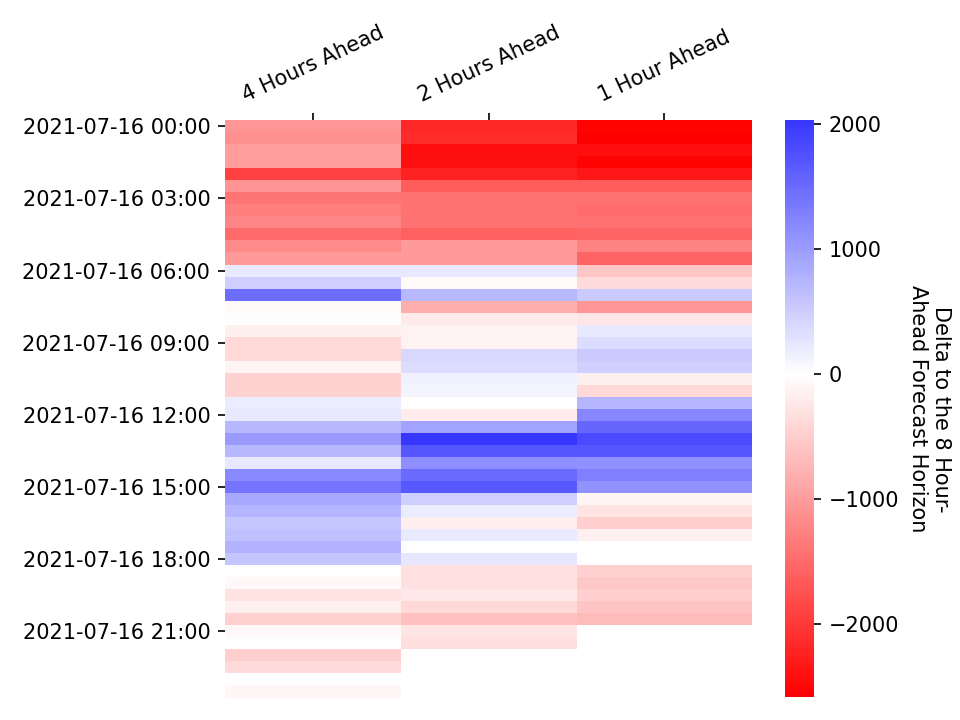 4 Hours Ahead
2 Hours Ahead
1 Hour Ahead
2021-07-16 00:00
2021-07-16 03:00
2021-07-16 06:00
2021-07-16 09:00
2021-07-16 12:00
2021-07-16 15:00
2021-07-16 18:00
2021-07-16 21:00
2000
1000
0
−1000
−2000
Delta to the 8 Hour-
Ahead Forecast Horizon